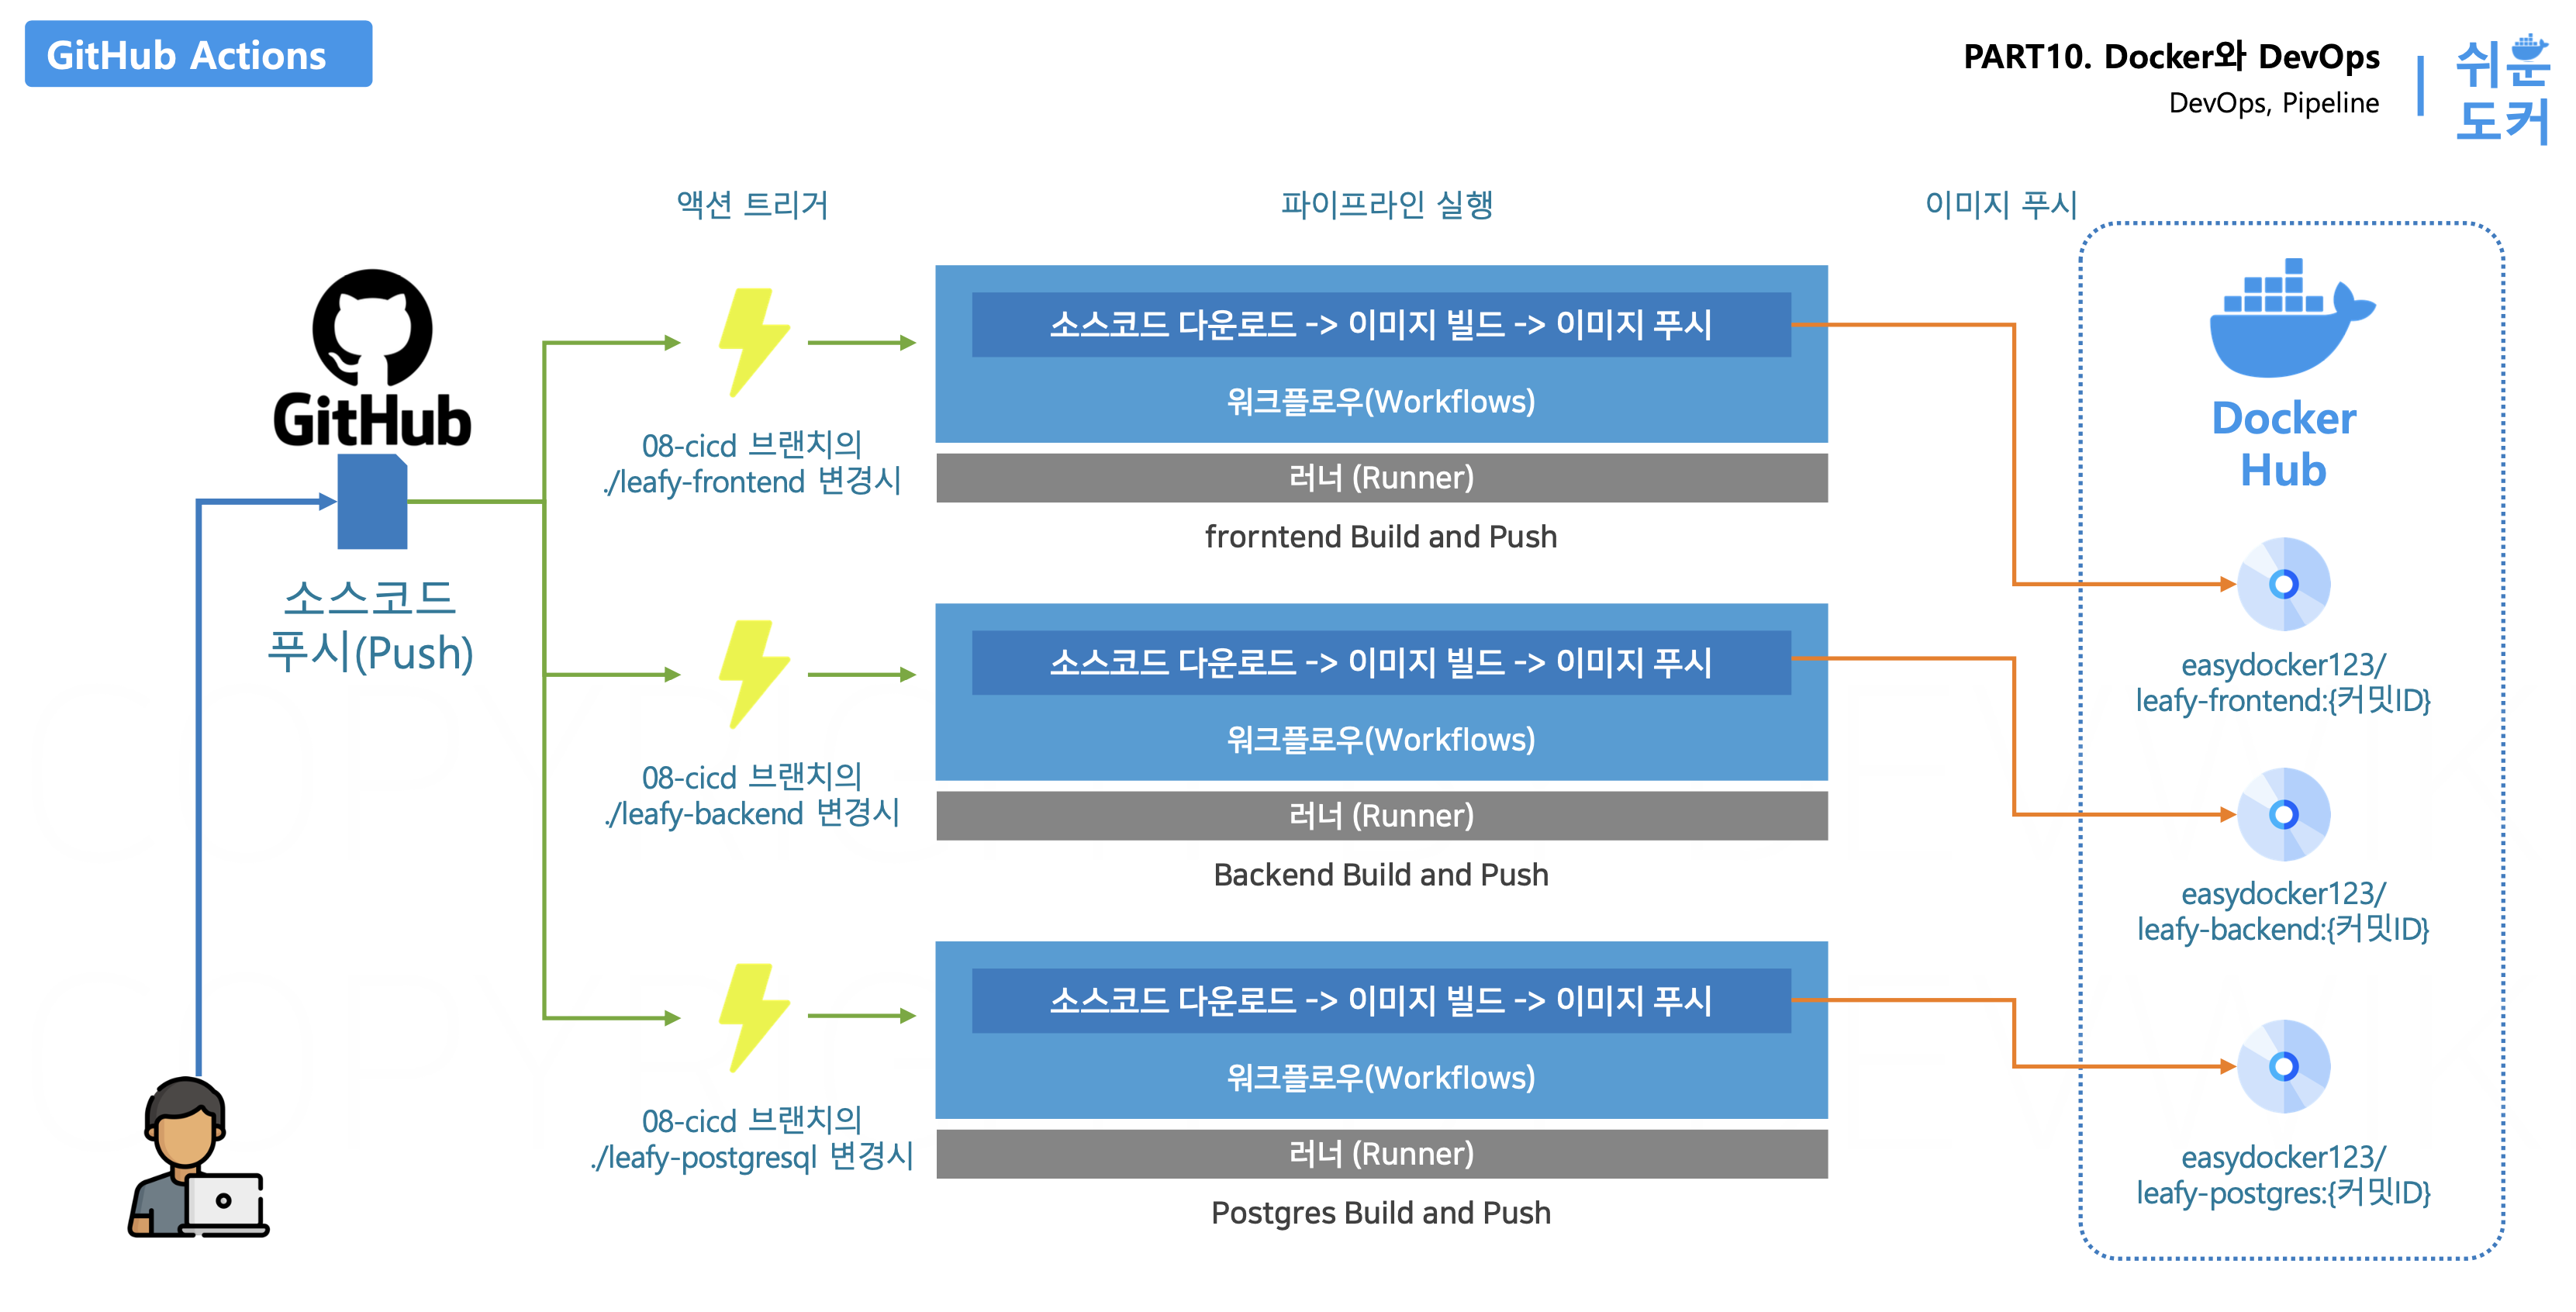 GitHub Actions
PART10. Docker와 DevOps
DevOps, Pipeline
쉬운
도커
액션 트리거
파이프라인 실행
이미지 푸시
GitHub
소스코드
푸시(Push)
08-cicd 브랜치의
./leafy-frontend 변경시
소스코드 다운로드 -> 이미지 빌드 -> 이미지 푸시
워크플로우(Workflows)
러너 (Runner)
frorntend Build and Push
08-cicd 브랜치의
./leafy-backend 변경시
소스코드 다운로드 -> 이미지 빌드 -> 이미지 푸시
워크플로우(Workflows)
러너 (Runner)
Backend Build and Push
08-cicd 브랜치의
./leafy-postgresql 변경시
소스코드 다운로드 -> 이미지 빌드 -> 이미지 푸시
워크플로우(Workflows)
러너 (Runner)
Postgres Build and Push
Docker
Hub
easydocker123/
leafy-frontend:{커밋ID}
easydocker123/
leafy-backend:{커밋ID}
easydocker123/
leafy-postgres:{커밋ID}